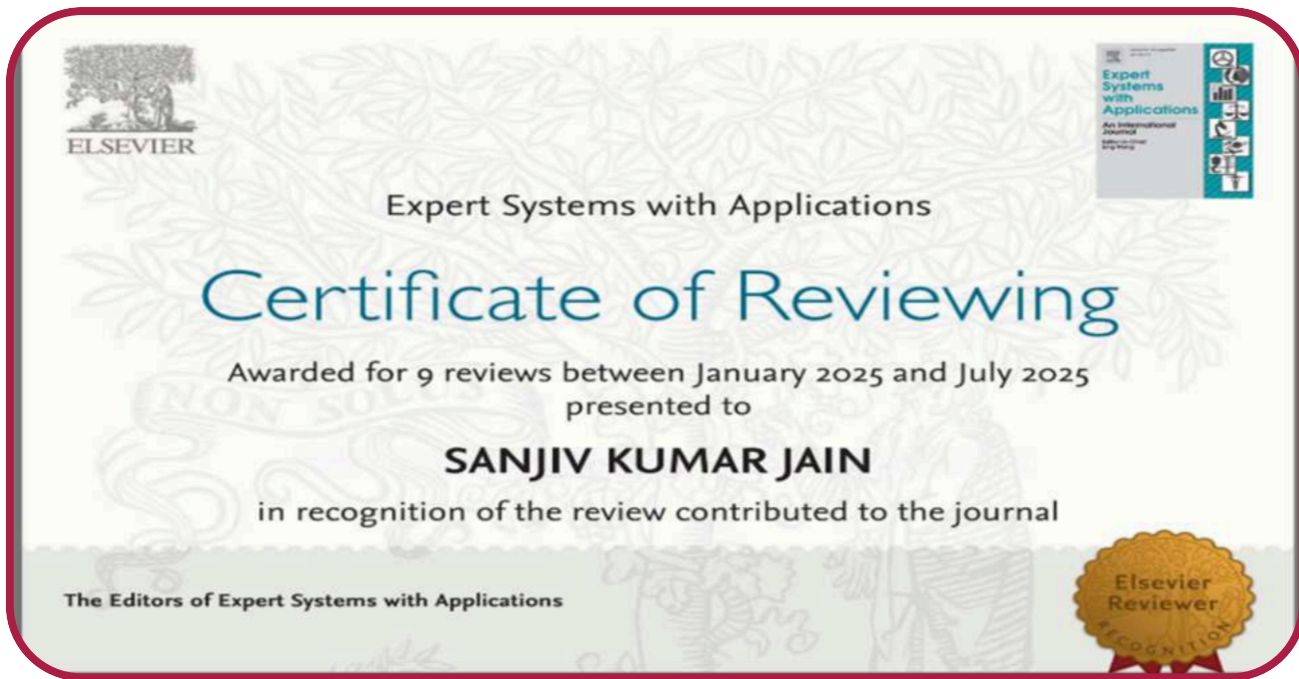 ELSEVIER
Expert
Systems
with
Applications
An International
Journal
Expert Systems with Applications
Certificate of Reviewing
Awarded for 9 reviews between January 2025 and July 2025
presented to
NON SOLUS
SANJIV KUMAR JAIN
in recognition of the review contributed to the journal
The Editors of Expert Systems with Applications
Elsevier
Reviewer
RECOGNITION